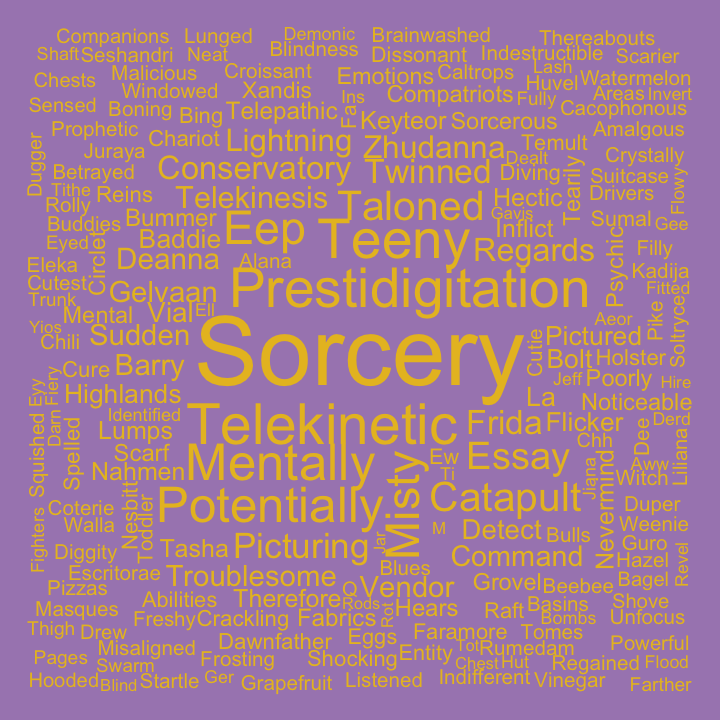 Companions
Lunged
Demonic
Brainwashed
Thereabouts
Shaft
Seshandri
Neat
Blindness
Dissonant
Indestructible
Scarier
Chests
Malicious
Croissant
Emotions
Caltrops
Lash
Huvel
Watermelon
Windowed
Xandis
Ins
Compatriots
Fully
Areas
Invert
Sensed
Boning
Bing
Telepathic
Fa
Keyteor
Sorcerous
Cacophonous
Prophetic
Chariot
Lightning
Zhudanna
Temult
Amalgous
Dugger
Juraya
Conservatory
Twinned
Dealt
Diving
Tearily
Crystally
Betrayed
Suitcase
Tithe
Reins
Telekinesis
Taloned
Hectic
Drivers
Flowy
Rolly
Buddies
Bummer
Eep
Teeny
Gavis
Inflict
Sumal
Gee
Eyed
Circlet
Baddie
Regards
Psychic
Filly
Eleka
Deanna
Alana
Kadija
Cutest
Gelvaan
Prestidigitation
Fitted
Trunk
Mental
Vial
Ell
Aeor
Pike
Soltryce
Yios
Chili
Sudden
Sorcery
Cutie
Pictured
Cure
Barry
Bolt
Holster
Eyy
Fiery
Highlands
Jeff
Poorly
Hire
La
Noticeable
Identified
Telekinetic
Frida
Flicker
Derd
Squished
Darn
Spelled
Lumps
Scarf
Mentally
Misty
Ew
Essay
Chh
Dee
Liliana
Nahmen
Ti
Jiana
Nevermind
Aww
Witch
Coterie
Nesbitt
Toddler
Potentially
Catapult
Duper
Walla
M
Weenie
Fighters
Diggity
Tasha
Picturing
Jar
Detect
Bulls
Guro
Escritorae
Troublesome
Blues
Command
Hazel
Revel
Pizzas
Q
Vendor
Grovel
Beebee
Bagel
Masques
Abilities
Therefore
Rods
Rot
Hears
Raft
Basins
Shove
Freshy
Crackling
Fabrics
Bombs
Unfocus
Thigh
Drew
Dawnfather
Eggs
Faramore
Tomes
Misaligned
Tot
Rumedam
Powerful
Pages
Swarm
Frosting
Shocking
Entity
Chest
Hut
Regained
Flood
Hooded
Blind
Startle
Ger
Grapefruit
Listened
Indifferent
Vinegar
Farther